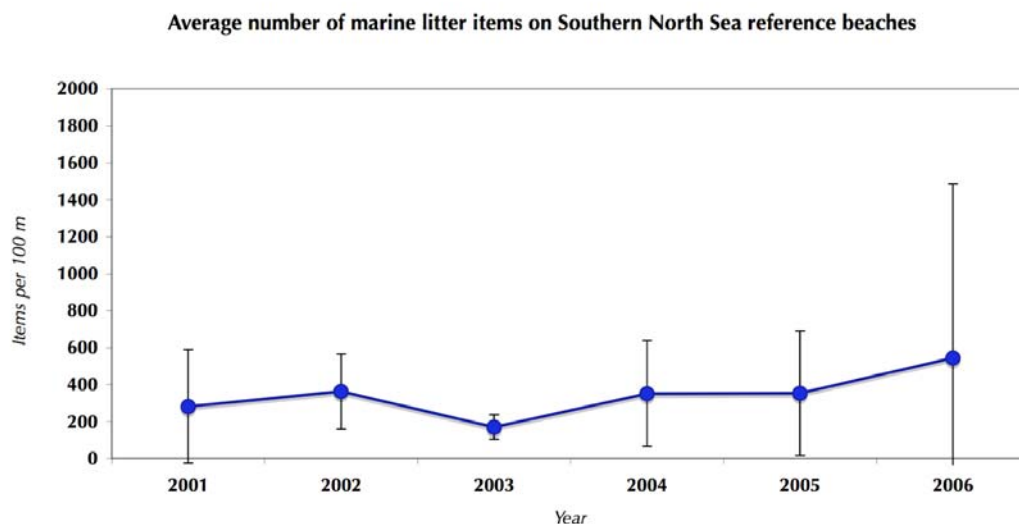 Average number of marine litter items on Southern North Sea reference beaches
2000
1800
1600
1400
1200
1000
800
600
400
200
0
Items per 100 m
2001 2002 2003 2004 2005 2006
Year